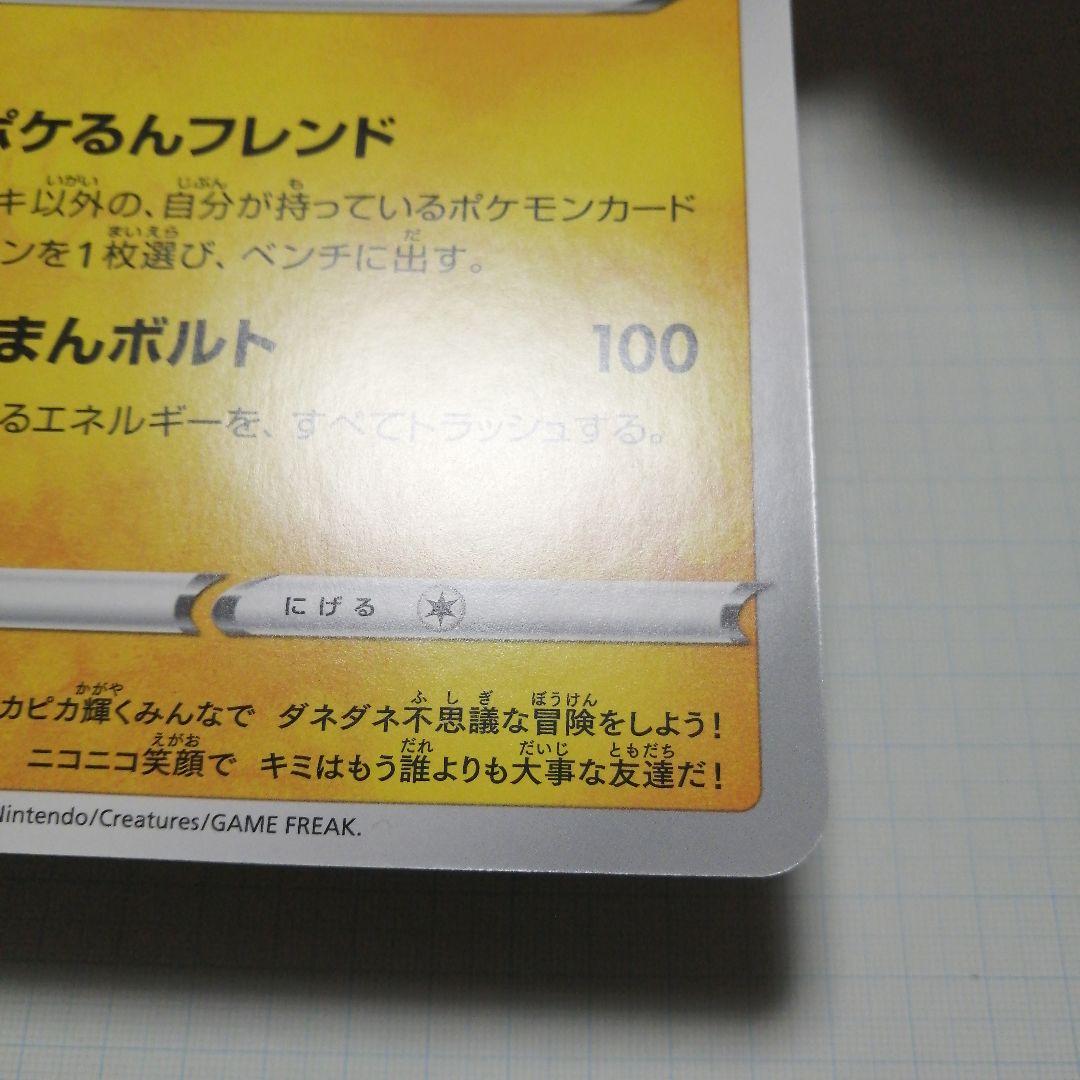 ポケるんフレンド
キ以外の、自分が持っているポケモンカード
ンを1枚選び、ベンチに出す。
まんボルト 100
るエネルギーを、すべてトラッシュする。
にげる
カピカ輝くみんなで ダネダネ不思議な冒険をしよう!
ニコニコ笑顔で キミはもう誰よりも大事な友達だ!
Nintendo/Creatures/GAME FREAK.